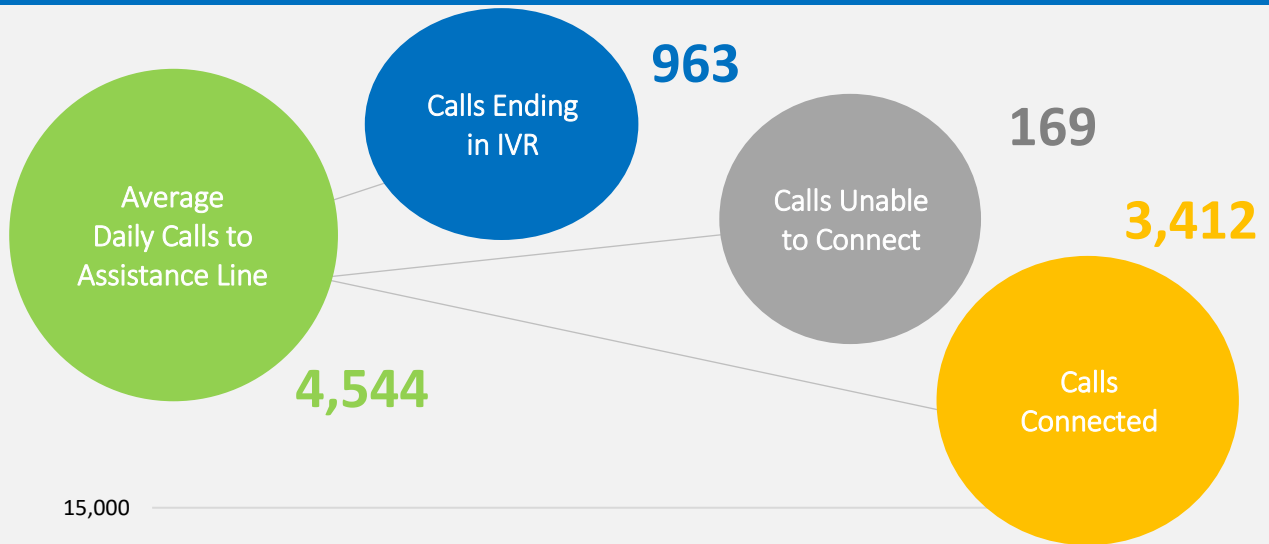 Average
Daily Calls to
Assistance Line
4,544
Calls Ending
in IVR
963
Calls Unable
to Connect
169
3,412
Calls
Connected
15,000